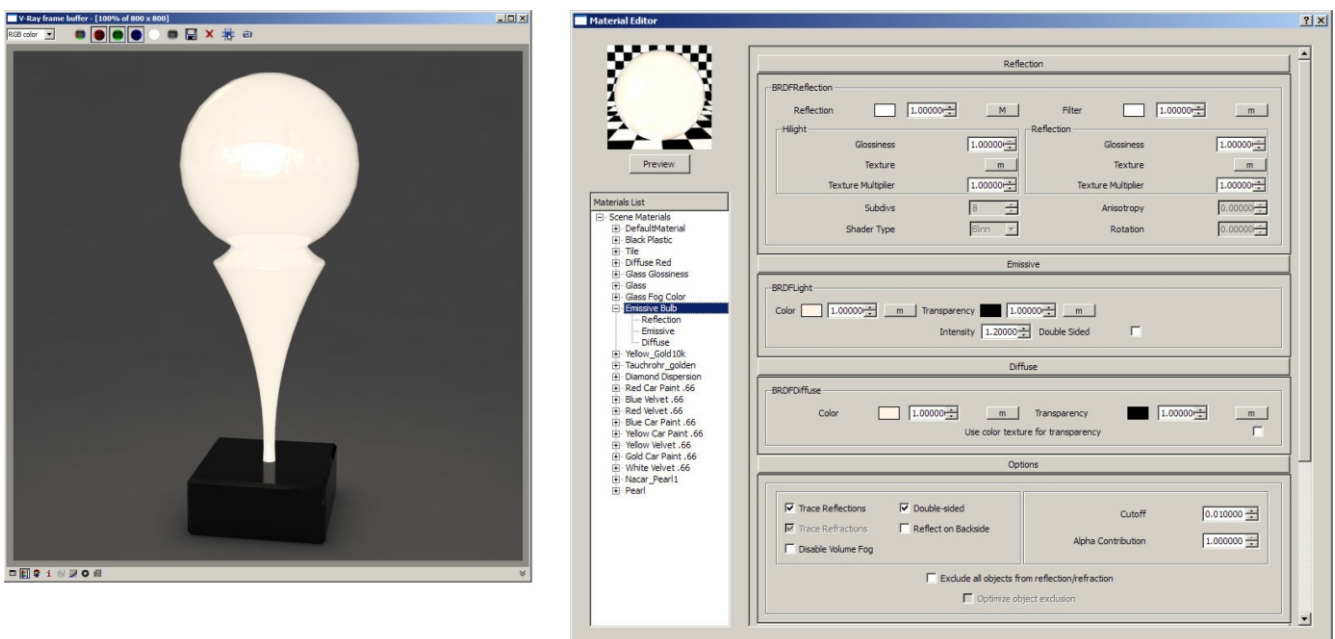 V-Ray frame buffer - [100% of 800 x 800]
RGB color
Material Editor
Preview
Materials List
Scene Materials
DefaultMaterial
Black Plastic
Tile
Diffuse Red
Glass Glossiness
Glass
Glass Fog Color
Emissive Bulb
Reflection
Emissive
Diffuse
Yellow_Gold10k
Tauchrohr_golden
Diamond Dispersion
Red Car Paint .66
Blue Velvet .66
Red Velvet .66
Blue Car Paint .66
Yellow Car Paint .66
Yellow Velvet .66
Gold Car Paint .66
White Velvet .66
Nacar_Pearl1
Pearl
Reflection
BRDFReflection
Reflection 1.00000 M Filter 1.00000 m
Hilight Reflection
Glossiness 1.00000 Glossiness 1.00000
Texture m Texture m
Texture Multiplier 1.00000 Texture Multiplier 1.00000
Subdivs 8 Anisotropy 0.00000
Shader Type Blinn Rotation 0.00000
Emissive
BRDFLight
Color 1.00000 m Transparency 1.00000 m
Intensity 1.20000 Double Sided
Diffuse
BRDFDiffuse
Color 1.00000 m Transparency 1.00000 m
Use color texture for transparency
Options
Trace Reflections Double-sided Cutoff 0.010000
Trace Refractions Reflect on Backside
Disable Volume Fog Alpha Contribution 1.000000
Exclude all objects from reflection/refraction
Optimize object exclusion